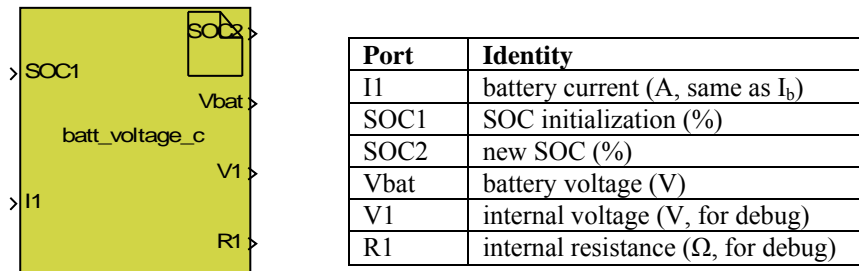 SOC2
SOC1
Vbat
batt_voltage_c
V1
I1
R1
Port Identity
I1 battery current (A, same as Ib)
SOC1 SOC initialization (%)
SOC2 new SOC (%)
Vbat battery voltage (V)
V1 internal voltage (V, for debug)
R1 internal resistance (Ω, for debug)